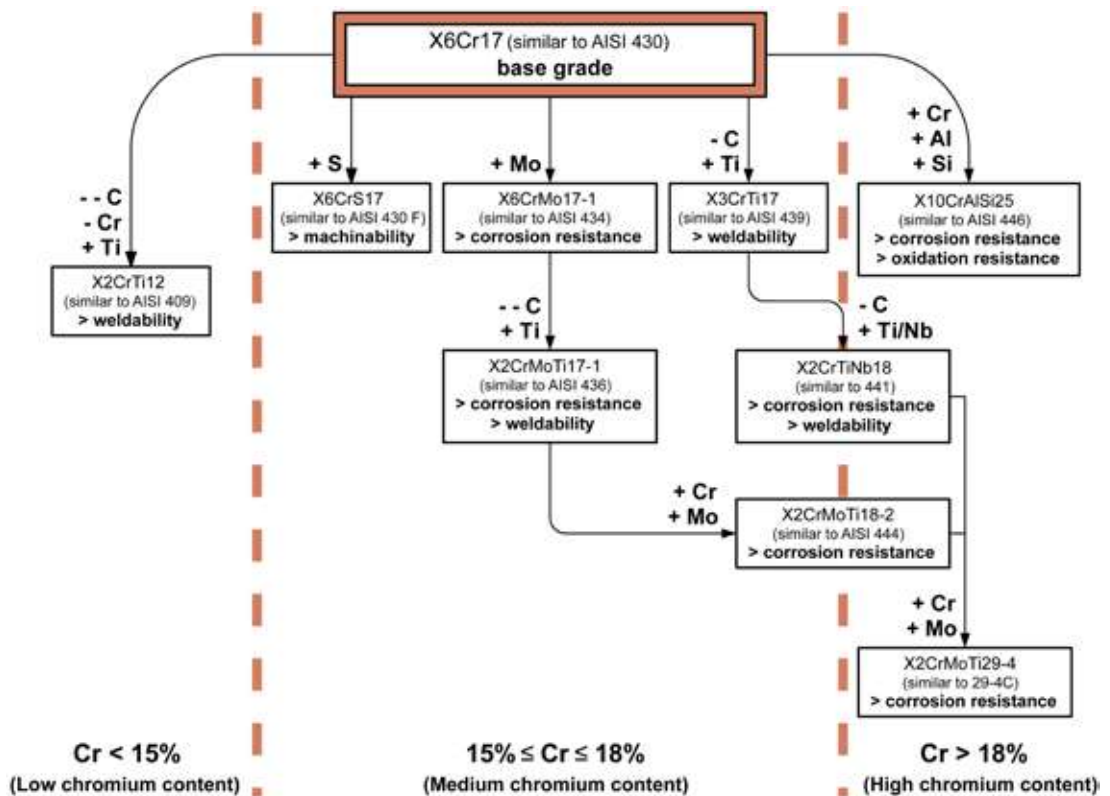 X6Cr17 (similar to AISI 430)
base grade
+ S
+ Mo
- C
+ Ti
+ Cr
+ Al
+ Si
- - C
- Cr
+ Ti
X6CrS17
(similar to AISI 430 F)
> machinability
X6CrMo17-1
(similar to AISI 434)
> corrosion resistance
X3CrTi17
(similar to AISI 439)
> weldability
X10CrAlSi25
(similar to AISI 446)
> corrosion resistance
> oxidation resistance
X2CrTi12
(similar to AISI 409)
> weldability
- - C
+ Ti
- C
+ Ti/Nb
X2CrMoTi17-1
(similar to AISI 436)
> corrosion resistance
> weldability
X2CrTiNb18
(similar to 441)
> corrosion resistance
> weldability
+ Cr
+ Mo
X2CrMoTi18-2
(similar to AISI 444)
> corrosion resistance
+ Cr
+ Mo
X2CrMoTi29-4
(similar to 29-4C)
> corrosion resistance
Cr < 15%
(Low chromium content)
15% ≤ Cr ≤ 18%
(Medium chromium content)
Cr > 18%
(High chromium content)